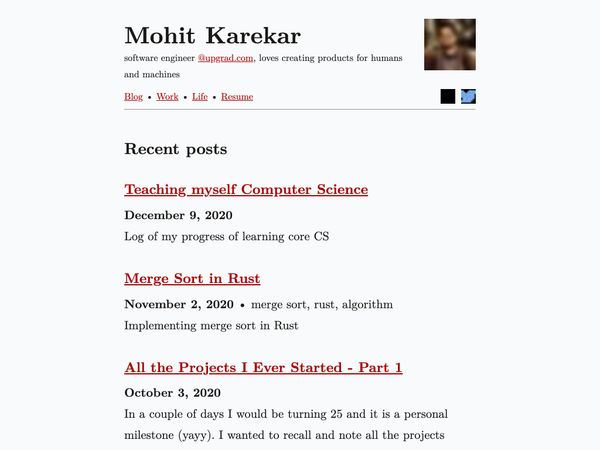 Mohit Karekar
software engineer @upgrad.com, loves creating products for humans
and machines
Blog • Work • Life • Resume
Recent posts
Teaching myself Computer Science
December 9, 2020
Log of my progress of learning core CS
Merge Sort in Rust
November 2, 2020 • merge sort, rust, algorithm
Implementing merge sort in Rust
All the Projects I Ever Started - Part 1
October 3, 2020
In a couple of days I would be turning 25 and it is a personal
milestone (yayy). I wanted to recall and note all the projects